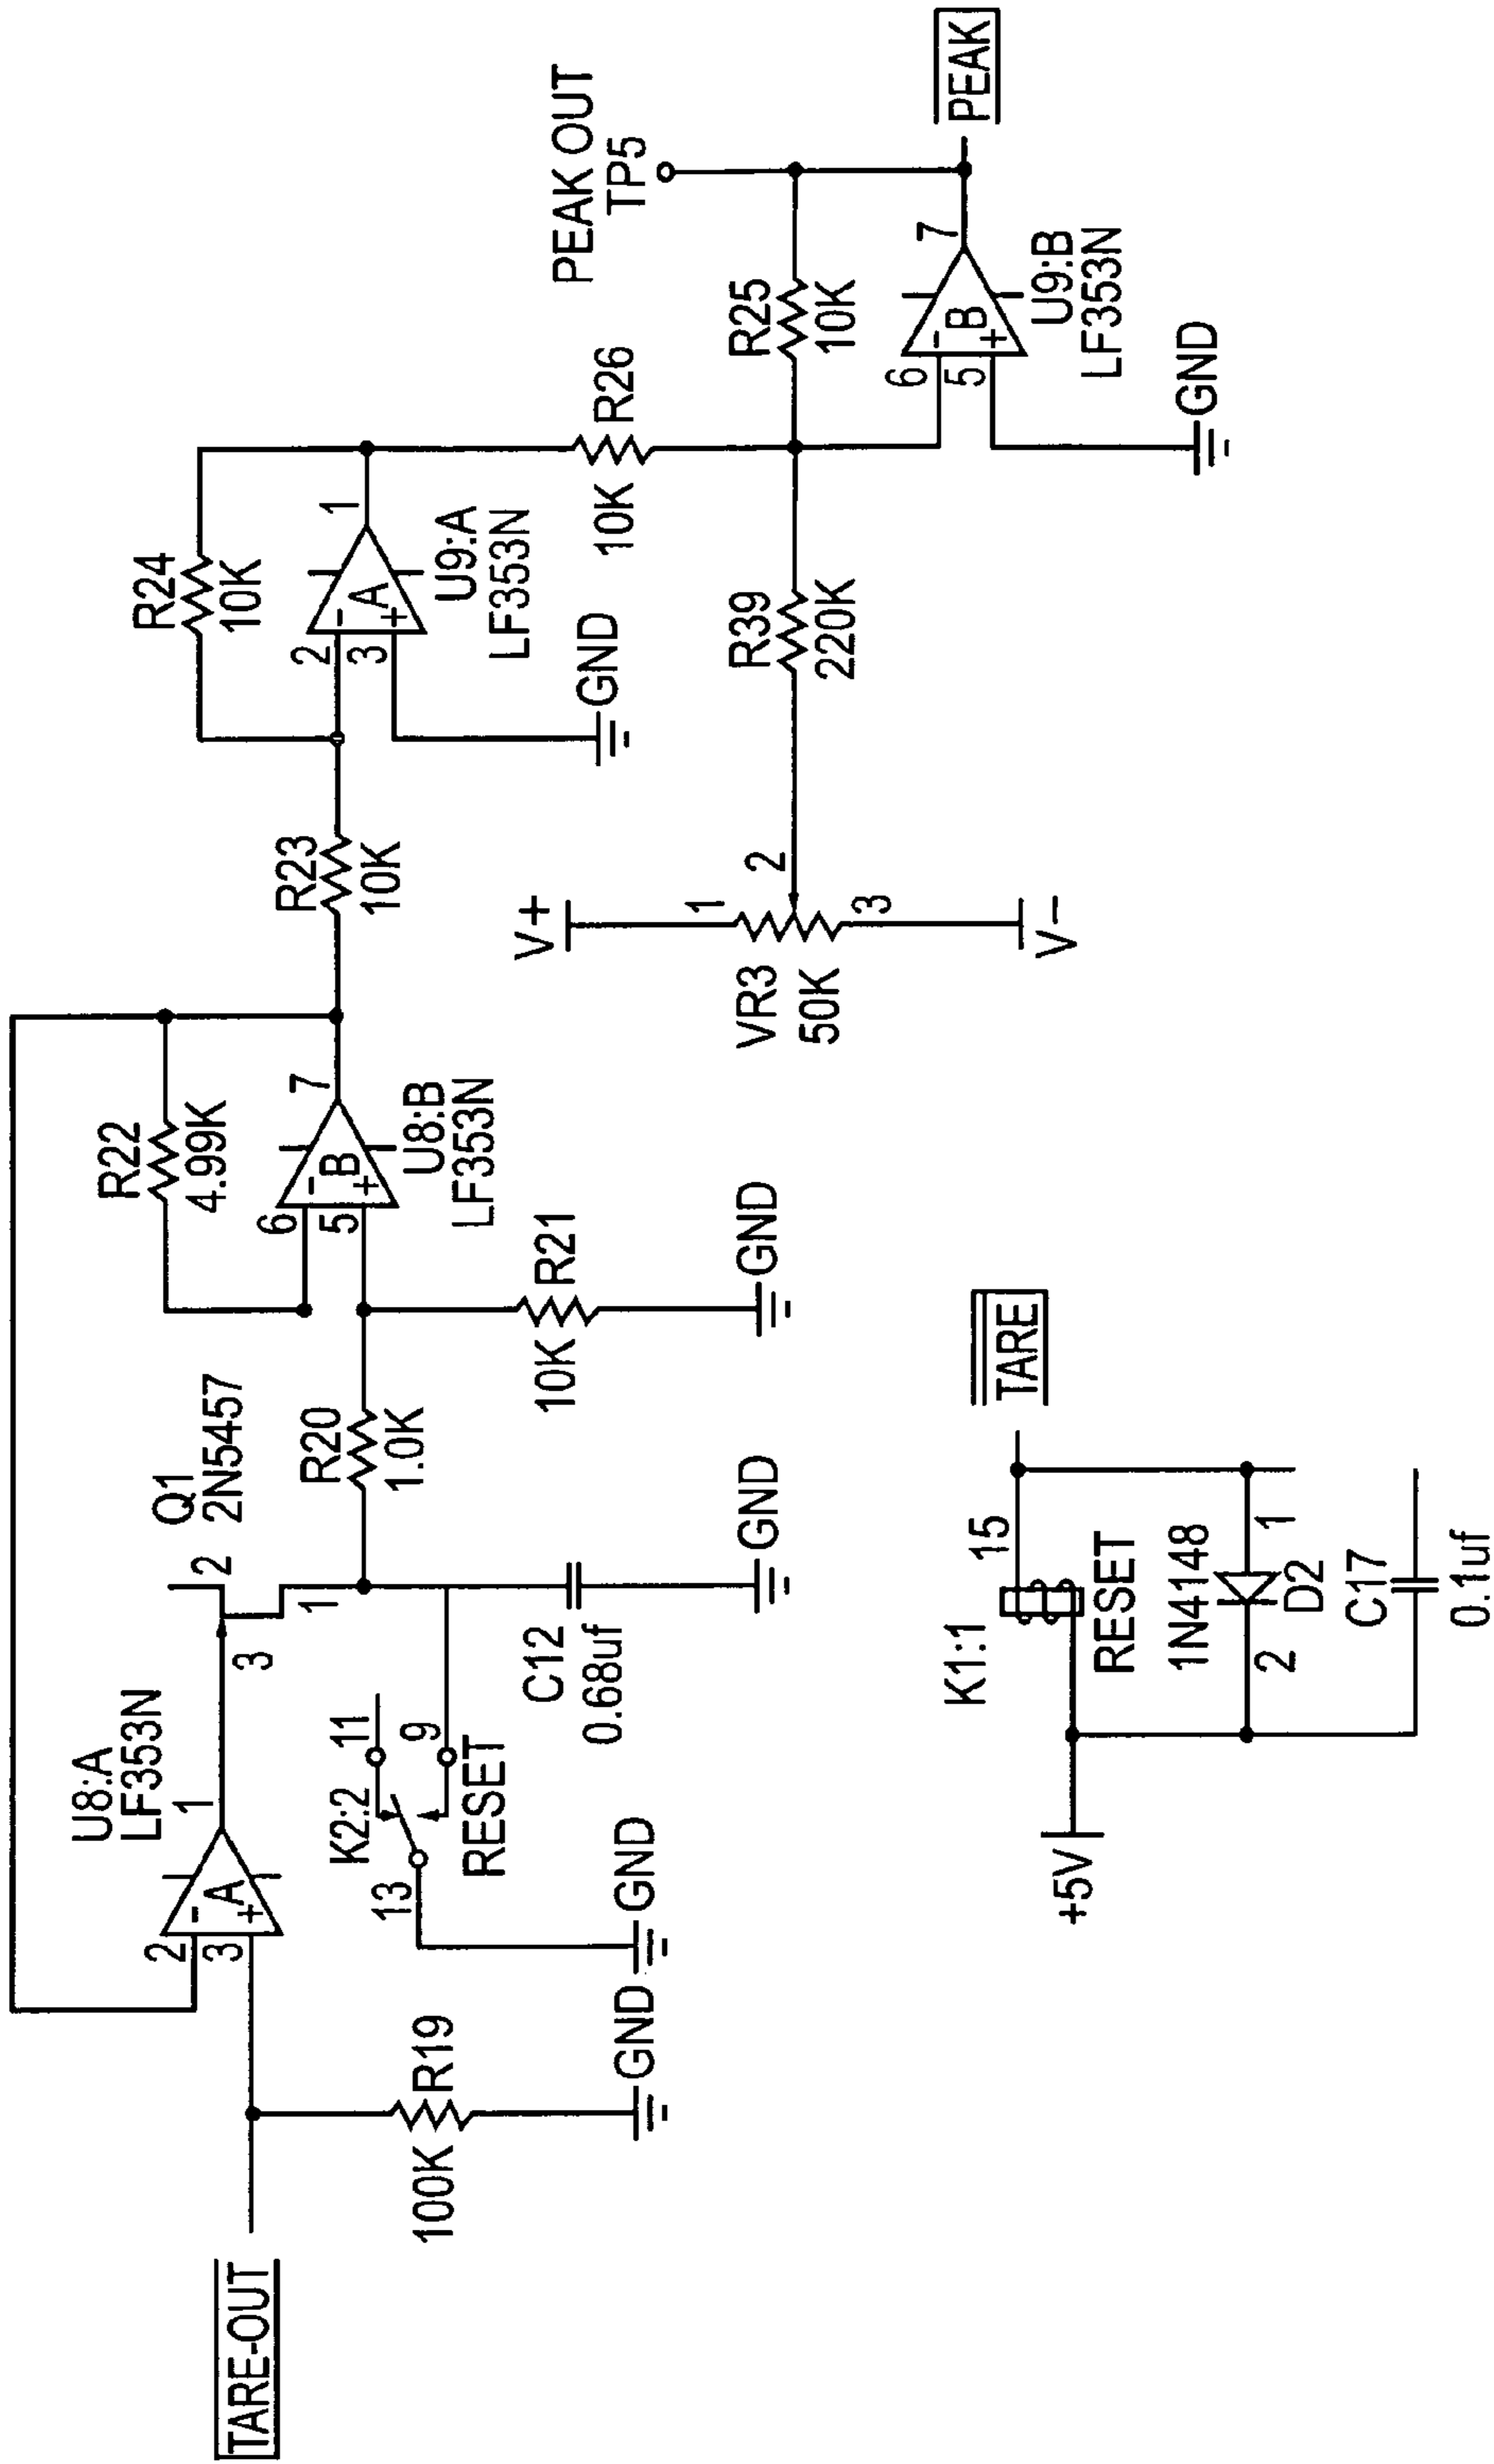 TARE-OUT
100K
R19
GND
2
3
-
+
A
1
U8:A
LF353N
13
K2:2
11
9
RESET
GND
3
2
1
Q1
2N5457
C12
0.68uf
GND
R20
1.0K
10K
R21
GND
6
5
-
+
B
7
U8:B
LF353N
R22
4.99K
R23
10K
2
3
-
+
A
1
U9:A
LF353N
R24
10K
GND
10K
R26
V+
1
2
3
VR3
50K
V-
R39
220K
R25
10K
6
5
-
+
B
7
U9:B
LF353N
GND
PEAK OUT
TP5
PEAK
+5V
K1:1
15
RESET
TARE
1N4148
2
1
D2
C17
0.1uf